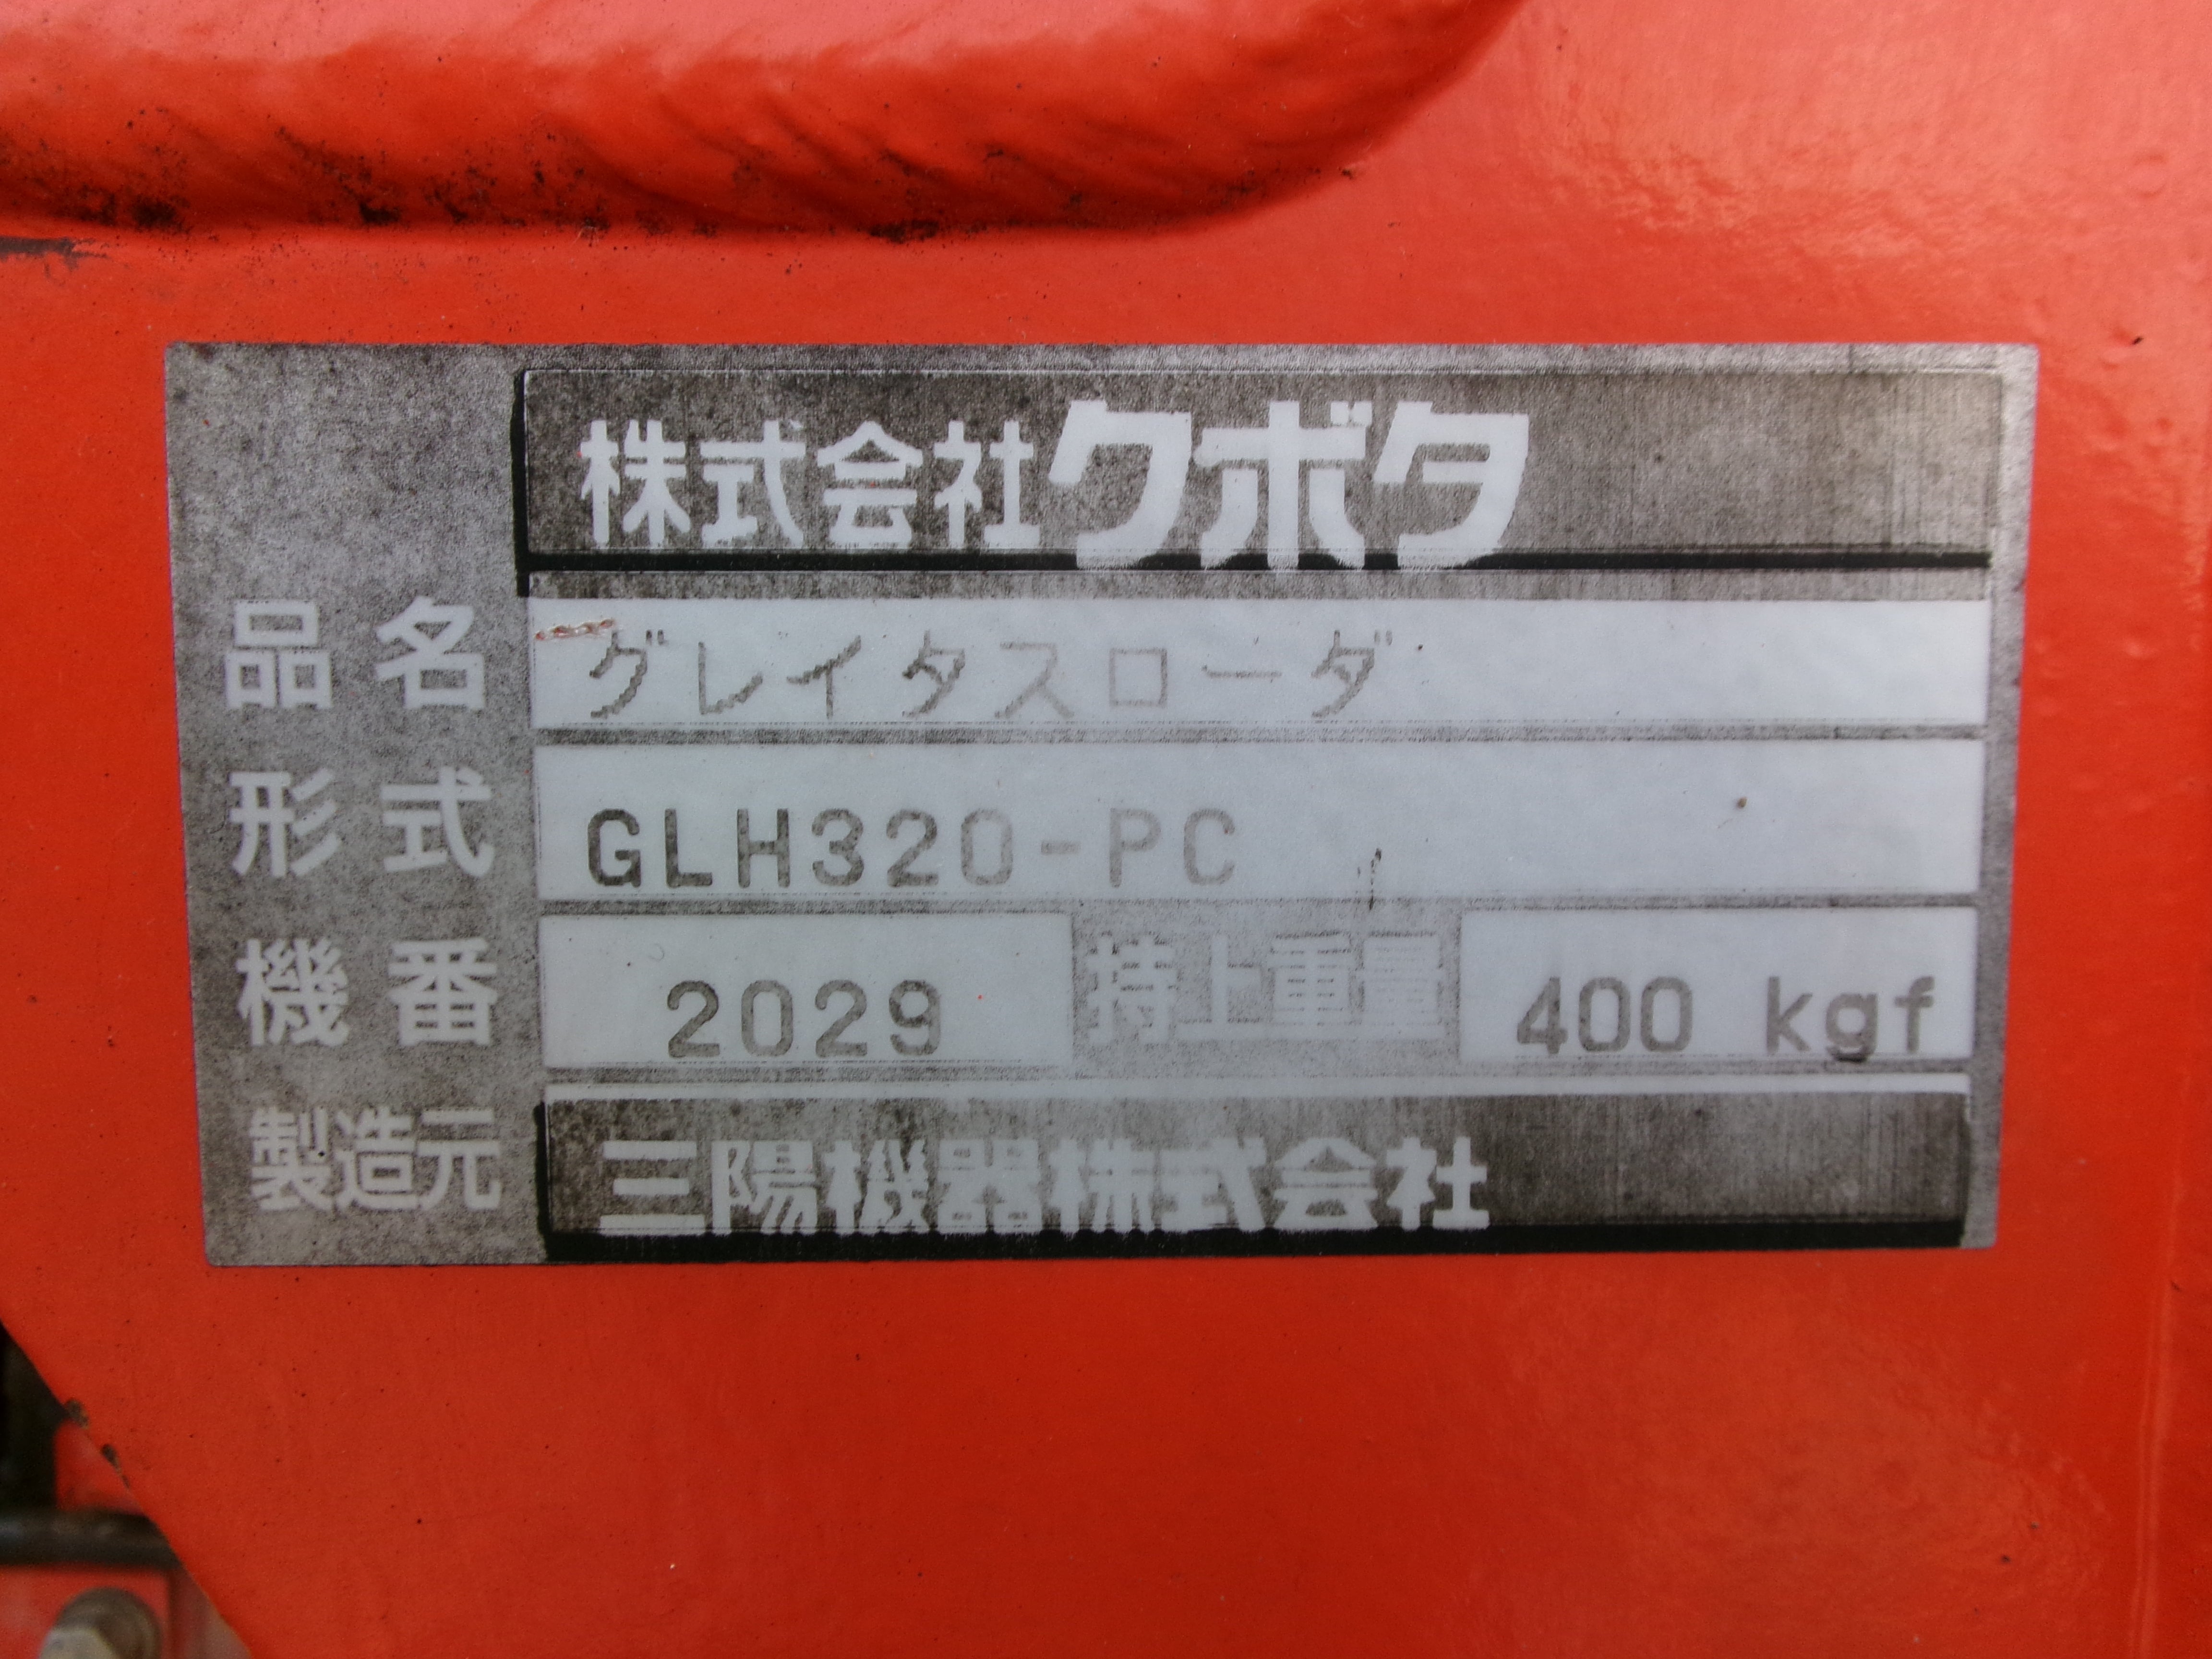 株式会社クボタ
品名 グレイタスローダ
形式 GLH320-PC
機番 2029 持上重量 400 kgf
製造元 三陽機器株式会社